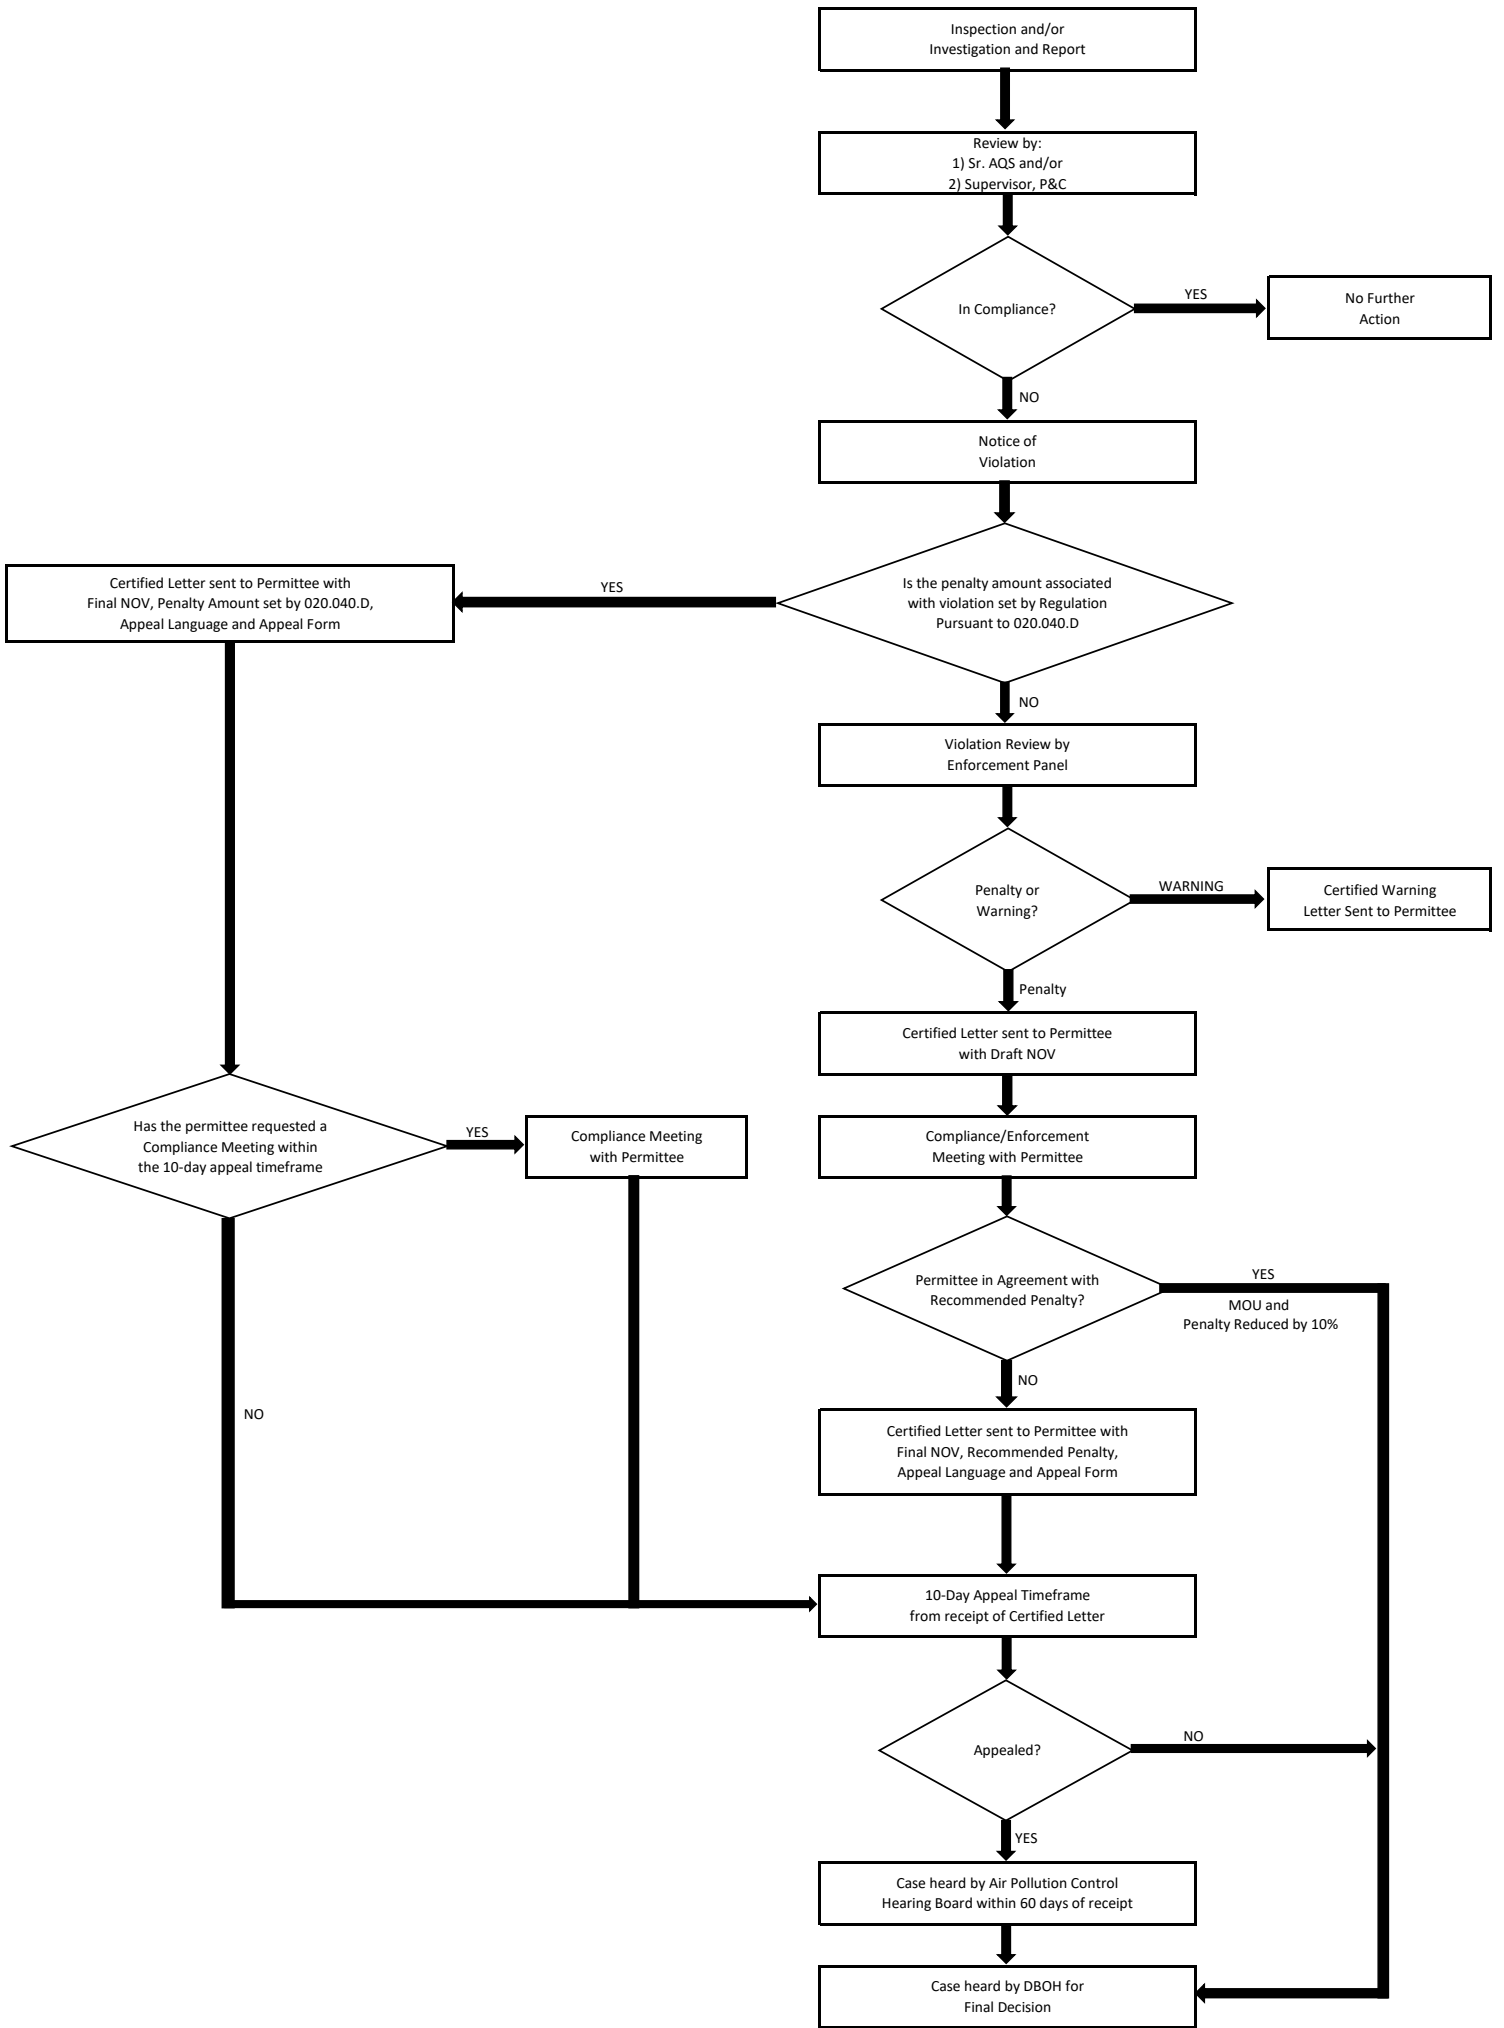 Inspection and/or
Investigation and Report
Review by:
1) Sr. AQS and/or
2) Supervisor, P&C
In Compliance?
YES
No Further
Action
NO
Notice of
Violation
Is the penalty amount associated
with violation set by Regulation
Pursuant to 020.040.D
YES
Certified Letter sent to Permittee with
Final NOV, Penalty Amount set by 020.040.D,
Appeal Language and Appeal Form
NO
Violation Review by
Enforcement Panel
Penalty or
Warning?
WARNING
Certified Warning
Letter Sent to Permittee
Penalty
Certified Letter sent to Permittee
with Draft NOV
Has the permittee requested a
Compliance Meeting within
the 10-day appeal timeframe
YES
Compliance Meeting
with Permittee
Compliance/Enforcement
Meeting with Permittee
Permittee in Agreement with
Recommended Penalty?
YES
MOU and
Penalty Reduced by 10%
NO
NO
Certified Letter sent to Permittee with
Final NOV, Recommended Penalty,
Appeal Language and Appeal Form
10-Day Appeal Timeframe
from receipt of Certified Letter
Appealed?
NO
YES
Case heard by Air Pollution Control
Hearing Board within 60 days of receipt
Case heard by DBOH for
Final Decision